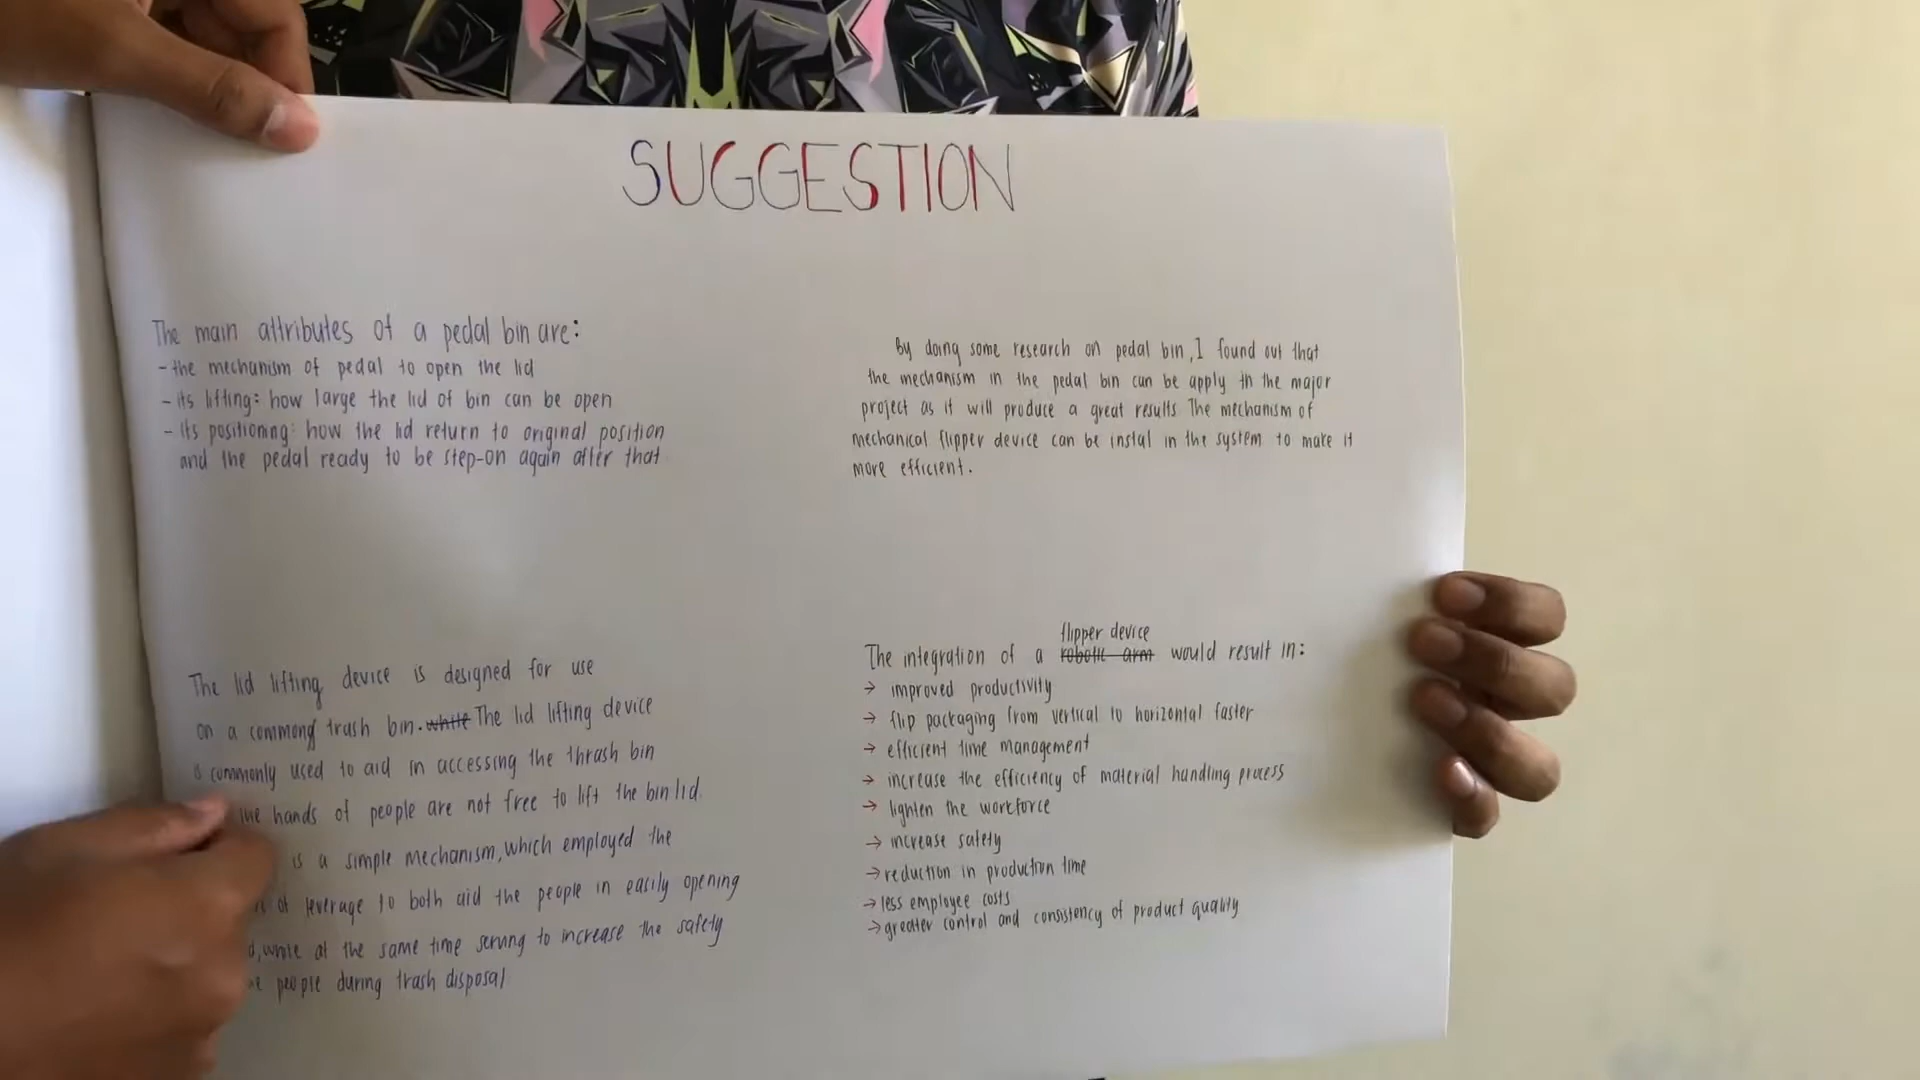 SUGGESTION
The main attributes of a pedal bin are:
- the mechanism of pedal to open the lid
- its lifting: how large the lid of bin can be open
- its positioning: how the lid return to original position
and the pedal ready to be step-on again after that
By doing some research on pedal bin, I found out that
the mechanism in the pedal bin can be apply in the major
project as it will produce a great results The mechanism of
mechanical flipper device can be instal in the system to make it
more efficient.
The lid lifting device is designed for use
on a common trash bin. while The lid lifting device
is commonly used to aid in accessing the thrash bin
hands of people are not free to lift the bin lid.
is a simple mechanism, which employed the
of leverage to both aid the people in easily opening
while at the same time serving to increase the safety
people during trash disposal
flipper device
The integration of a robotic arm would result in:
→ improved productivity
→ flip packaging from vertical to horizontal faster
→ efficient time management
→ increase the efficiency of material handling process
→ lighten the workforce
→ increase safety
→ reduction in production time
→ less employee costs
→ greater control and consistency of product quality